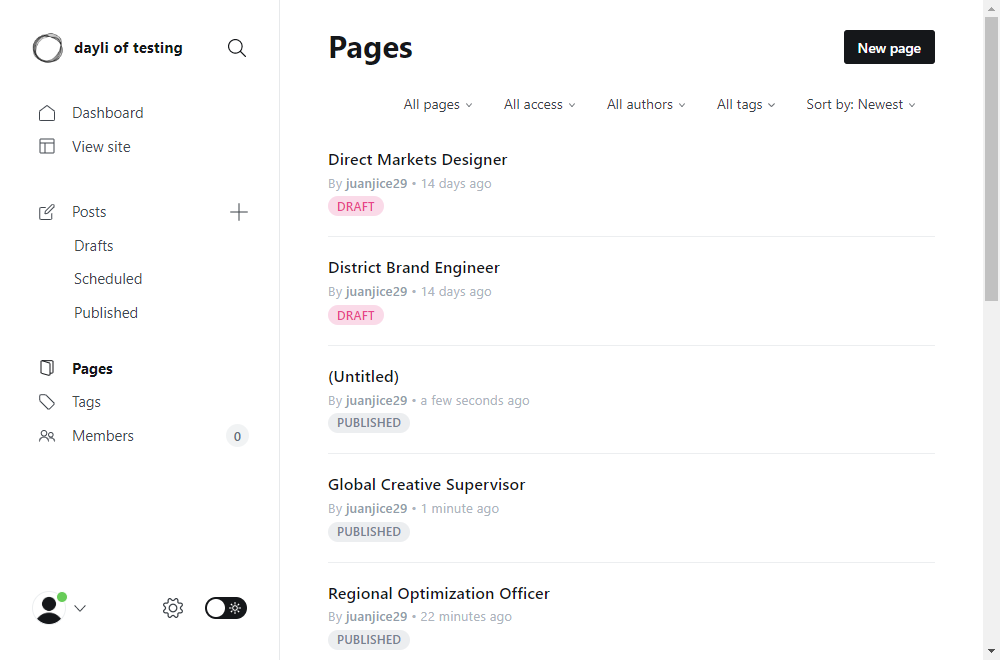 dayli of testing
Dashboard
View site
Posts
Drafts
Scheduled
Published
Pages
Tags
Members
0
Pages
New page
All pages
All access
All authors
All tags
Sort by: Newest
Direct Markets Designer
By juanjice29 • 14 days ago
DRAFT
District Brand Engineer
By juanjice29 • 14 days ago
DRAFT
(Untitled)
By juanjice29 • a few seconds ago
PUBLISHED
Global Creative Supervisor
By juanjice29 • 1 minute ago
PUBLISHED
Regional Optimization Officer
By juanjice29 • 22 minutes ago
PUBLISHED